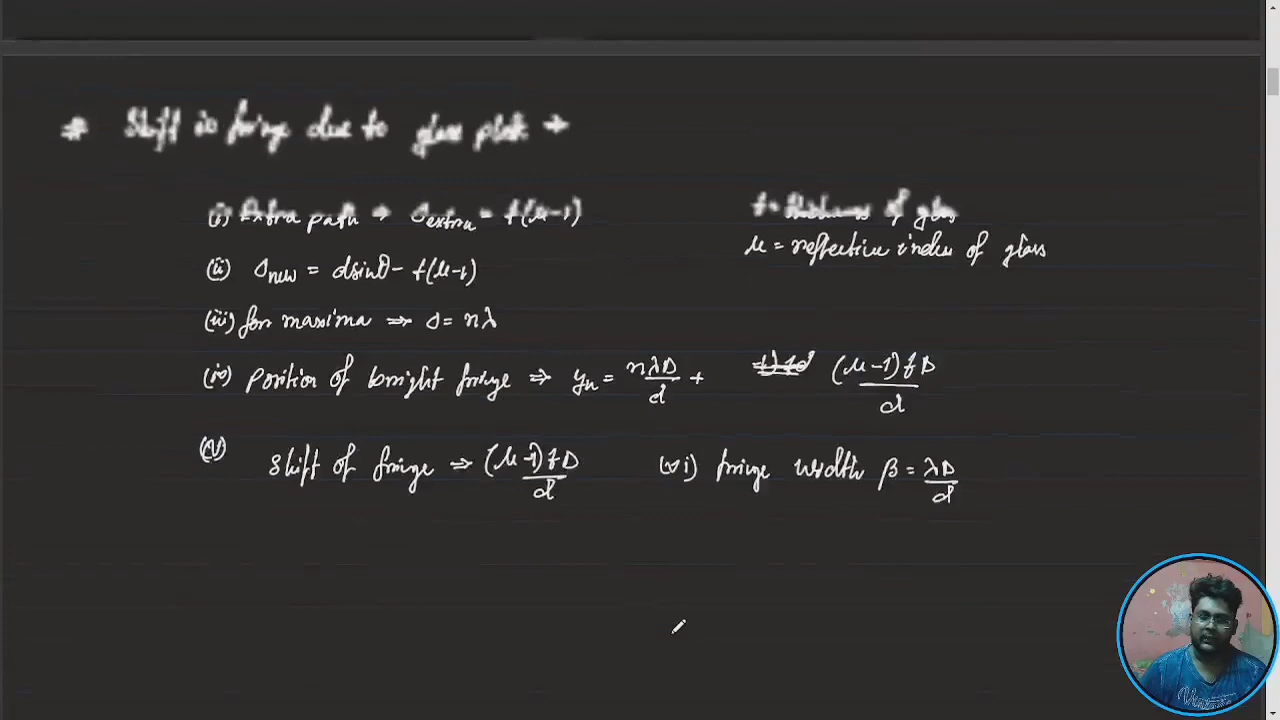 # Shift in fringe due to glass plate →
(i) Extra path ⇒ Δextra = t(μ-1)
t = thickness of glass
μ = reflective index of glass
(ii) Δnew = dsinθ - t(μ-1)
(iii) for maxima ⇒ Δ = nλ
(iv) position of bright fringe ⇒ yn = nλD/d + (μ-1)tD/d
(v) shift of fringe ⇒ (μ-1)tD/d (vi) fringe width β = λD/d